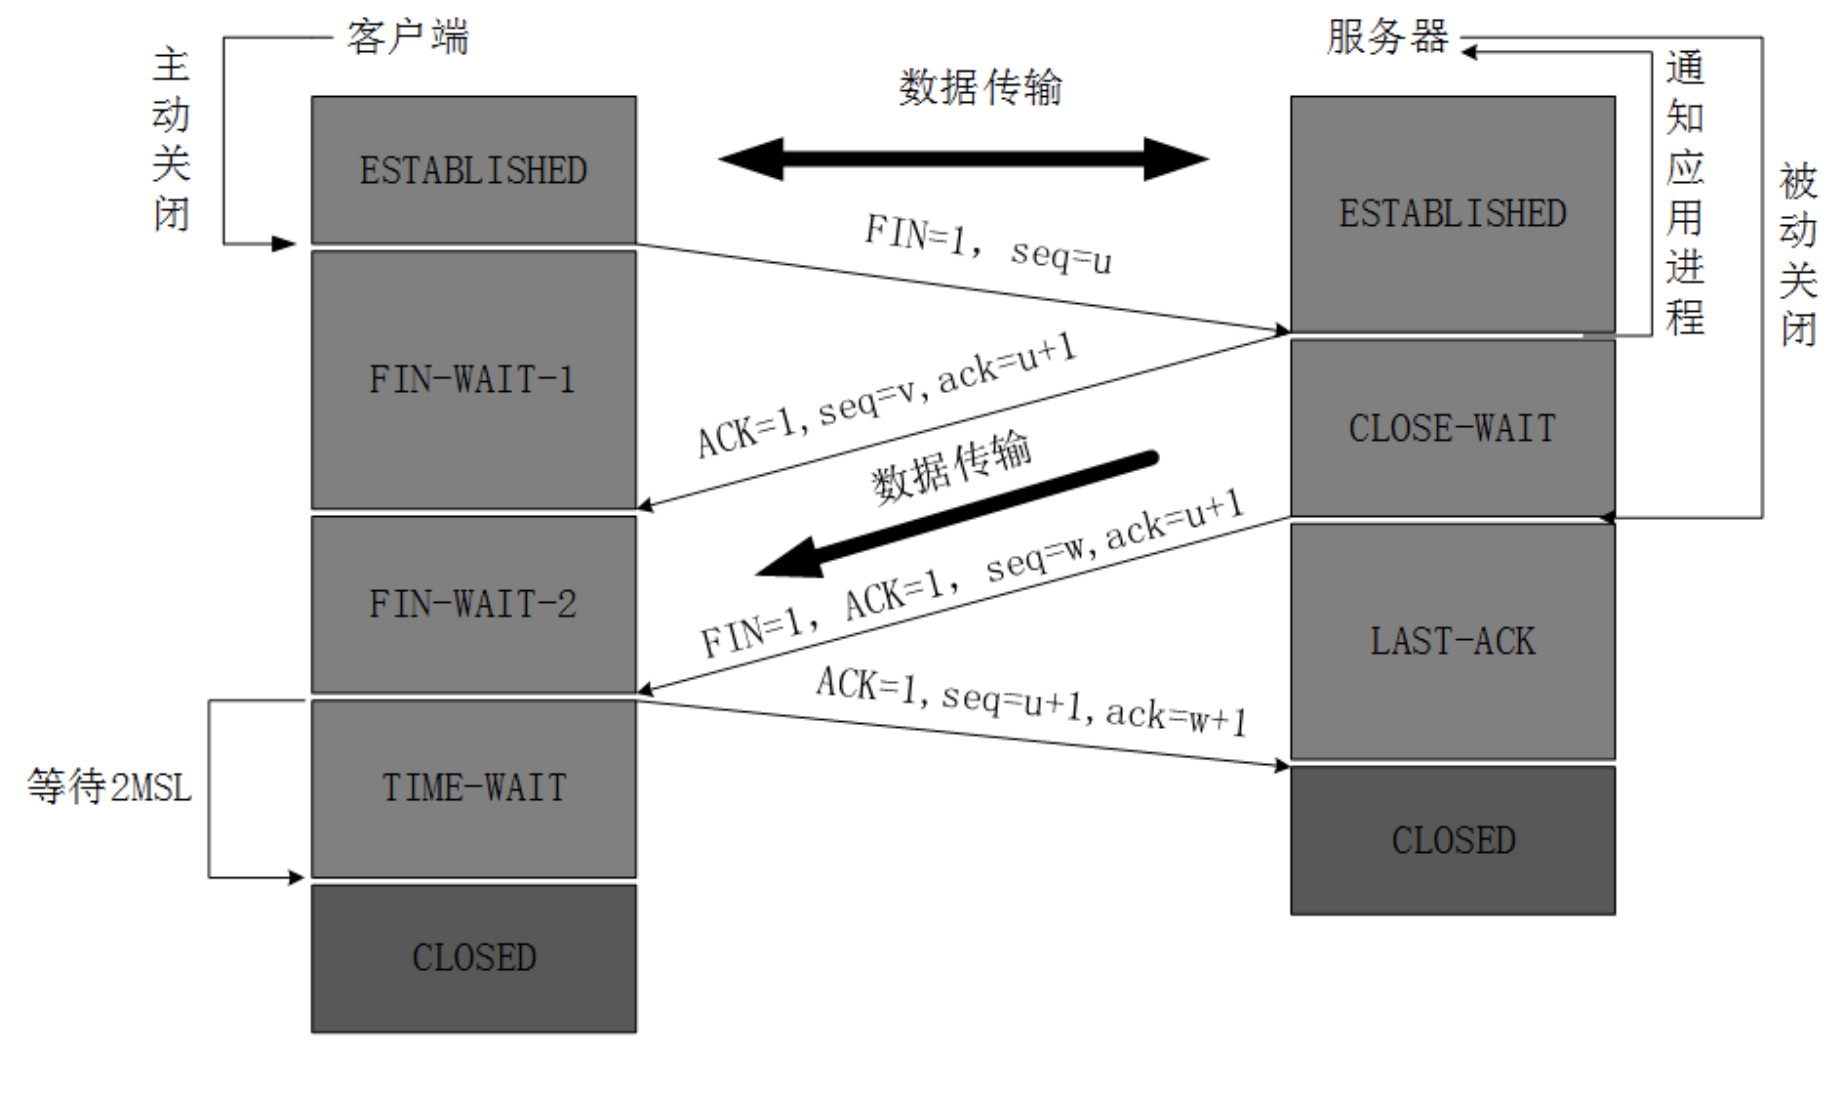 客户端
服务器
主动关闭
数据传输
通知应用进程
被动关闭
ESTABLISHED
ESTABLISHED
FIN=1, seq=u
FIN-WAIT-1
ACK=1,seq=v,ack=u+1
CLOSE-WAIT
数据传输
FIN=1, ACK=1, seq=w,ack=u+1
FIN-WAIT-2
LAST-ACK
ACK=1,seq=u+1,ack=w+1
等待2MSL
TIME-WAIT
CLOSED
CLOSED